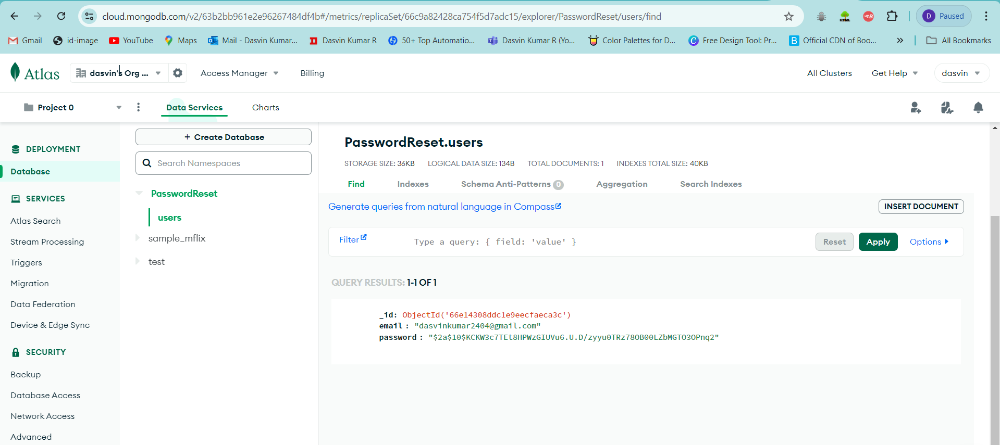 cloud.mongodb.com/v2/63b2bb961e2e96267484df4b#/metrics/replicaSet/66c9a82428ca754f5d7adc15/explorer/PasswordReset/users/find
HTML
B
D Paused
Gmail
id-image
YouTube
Maps
Mail - Dasvin Kumar...
Dasvin Kumar R
50+ Top Automatio...
Dasvin Kumar R (Yo...
Color Palettes for D...
Free Design Tool: Pr...
B Official CDN of Boo...
All Bookmarks
Atlas
dasvin's Org ...
Access Manager
Billing
All Clusters
Get Help
dasvin
Project 0
Data Services
Charts
DEPLOYMENT
Database
SERVICES
Atlas Search
Stream Processing
Triggers
Migration
Data Federation
Device & Edge Sync
SECURITY
Backup
Database Access
Network Access
Advanced
+ Create Database
Search Namespaces
PasswordReset
users
sample_mflix
test
PasswordReset.users
STORAGE SIZE: 36KB LOGICAL DATA SIZE: 134B TOTAL DOCUMENTS: 1 INDEXES TOTAL SIZE: 40KB
Find Indexes Schema Anti-Patterns 0 Aggregation Search Indexes
Generate queries from natural language in Compass
INSERT DOCUMENT
Filter
Type a query: { field: 'value' }
Reset
Apply
Options
QUERY RESULTS: 1-1 OF 1
_id: ObjectId('66e14308ddc1e9eecfaeca3c')
email : "dasvinkumar2404@gmail.com"
password : "$2a$10$KCKW3c7TEt8HPWzGIUVu6.U.D/zyyu0TRz78OB00LZbMGTO3OPnq2"